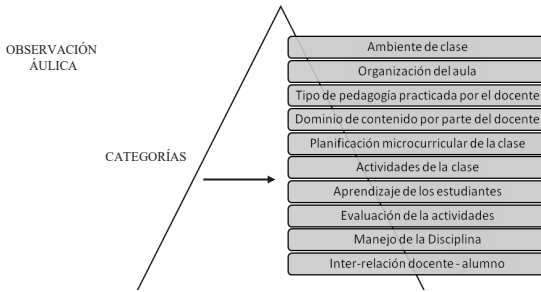 OBSERVACIÓN
ÁULICA
CATEGORÍAS
Ambiente de clase
Organización del aula
Tipo de pedagogía practicada por el docente
Dominio de contenido por parte del docente
Planificación microcurricular de la clase
Actividades de la clase
Aprendizaje de los estudiantes
Evaluación de la actividades
Manejo de la Disciplina
Inter-relación docente - alumno